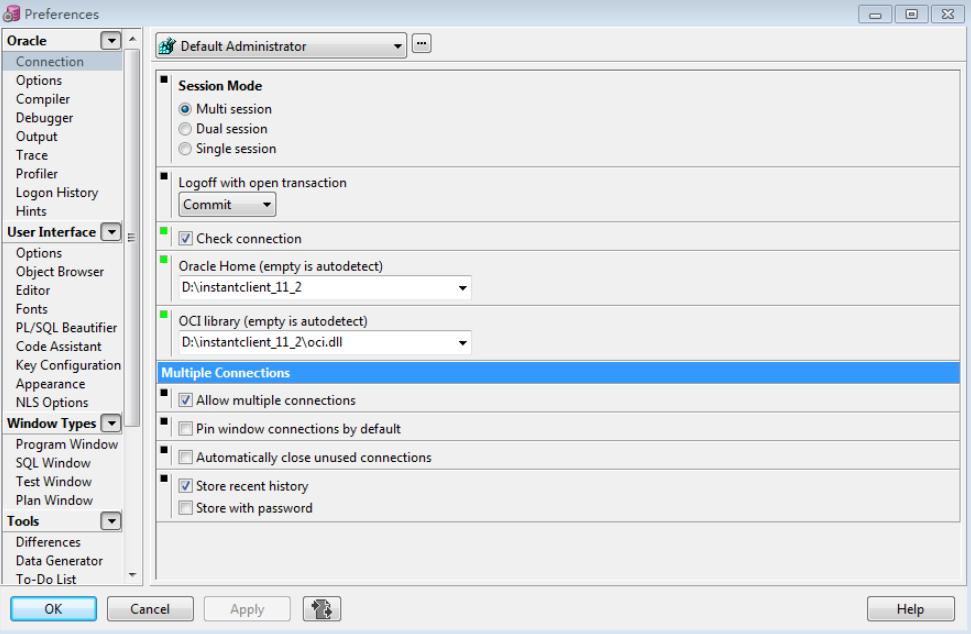 Preferences
Oracle
Connection
Options
Compiler
Debugger
Output
Trace
Profiler
Logon History
Hints
User Interface
Options
Object Browser
Editor
Fonts
PL/SQL Beautifier
Code Assistant
Key Configuration
Appearance
NLS Options
Window Types
Program Window
SQL Window
Test Window
Plan Window
Tools
Differences
Data Generator
To-Do List
Default Administrator
...
Session Mode
Multi session
Dual session
Single session
Logoff with open transaction
Commit
Check connection
Oracle Home (empty is autodetect)
D:\instantclient_11_2
OCI library (empty is autodetect)
D:\instantclient_11_2\oci.dll
Multiple Connections
Allow multiple connections
Pin window connections by default
Automatically close unused connections
Store recent history
Store with password
OK
Cancel
Apply
Help